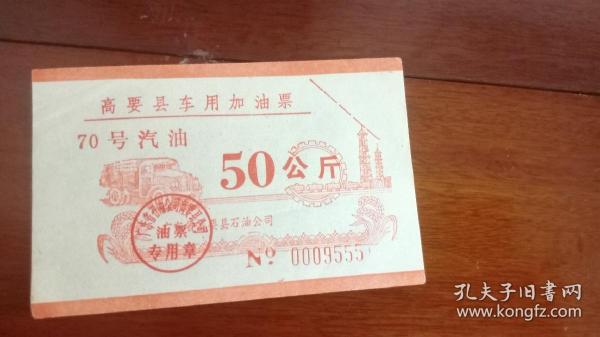 高要县车用加油票
70号汽油
50公斤
要县石油公司
油票
专用章
No 0009555
孔夫子旧书网
www.kongfz.com